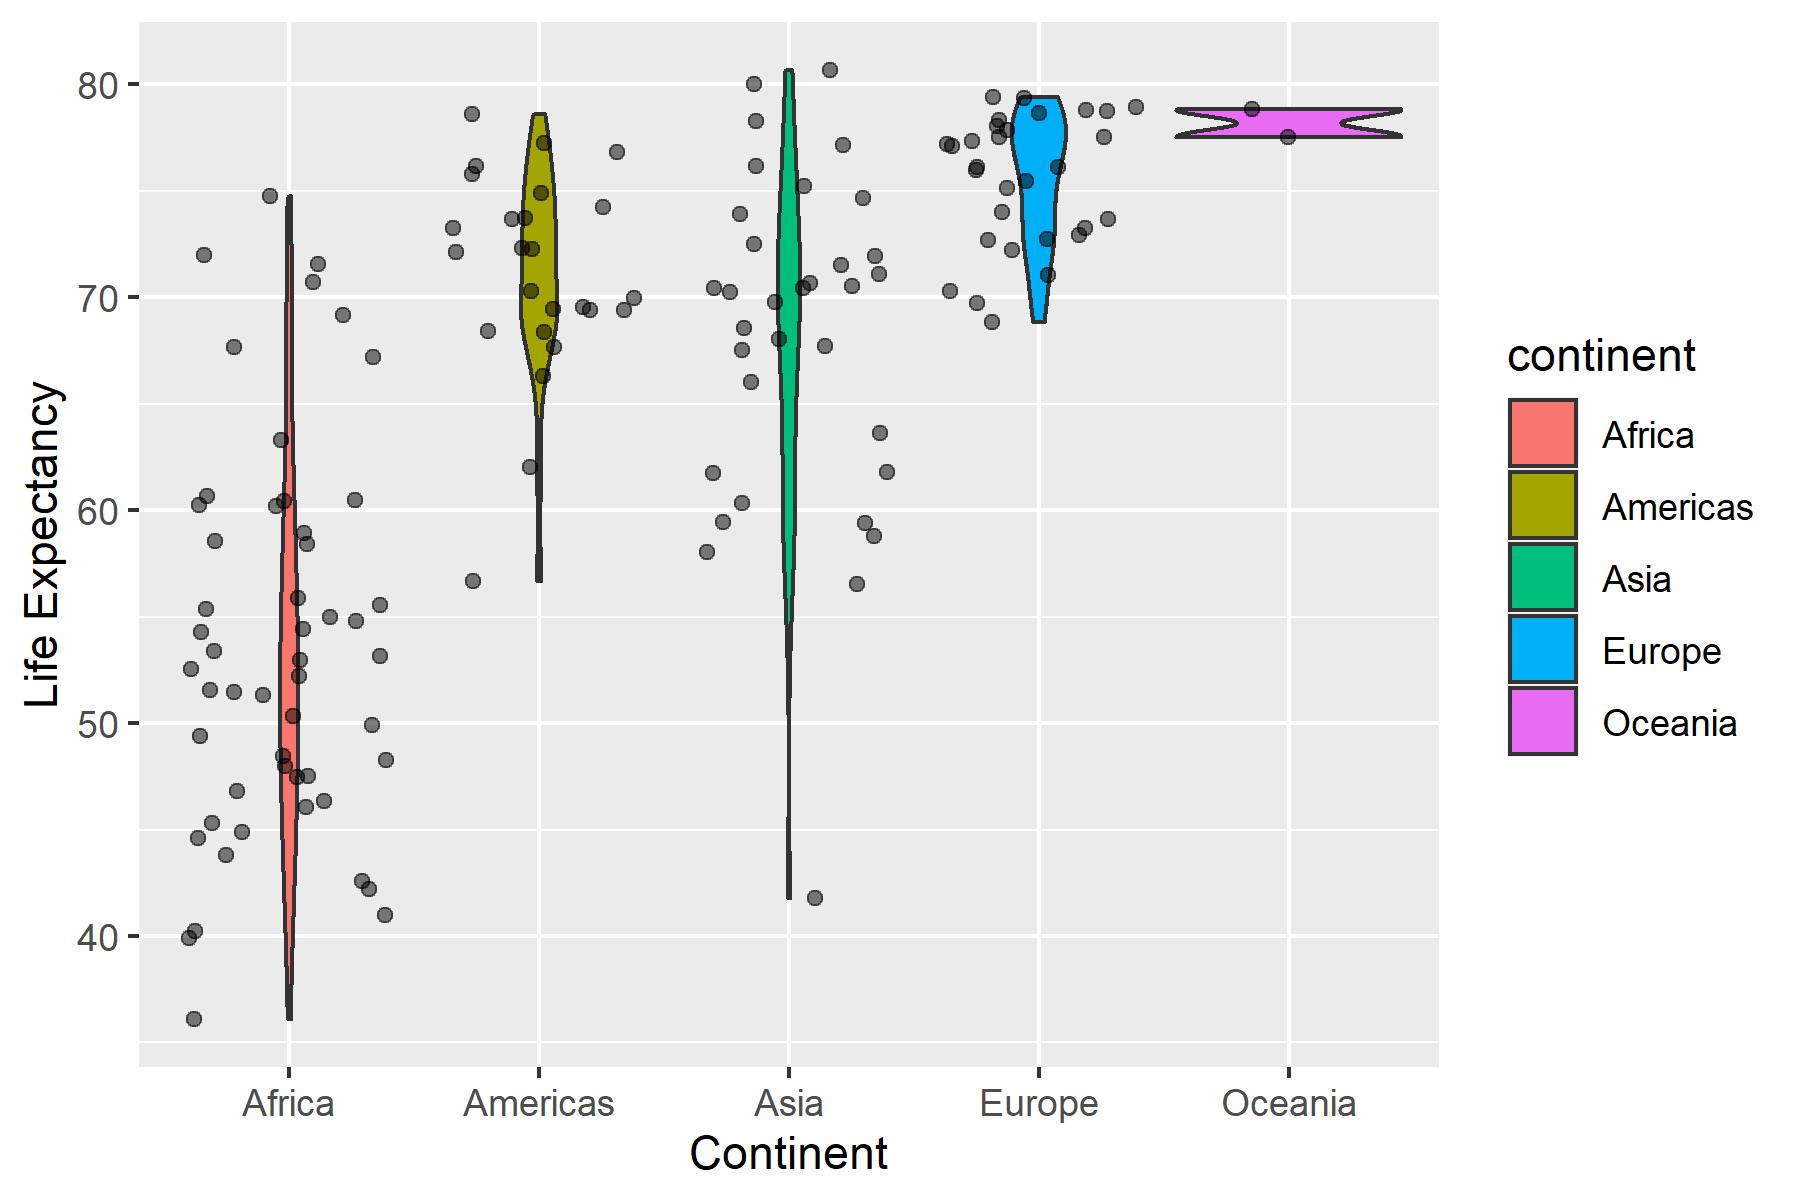 Life Expectancy
80
70
60
50
40
Africa
Americas
Asia
Europe
Oceania
Continent
continent
Africa
Americas
Asia
Europe
Oceania